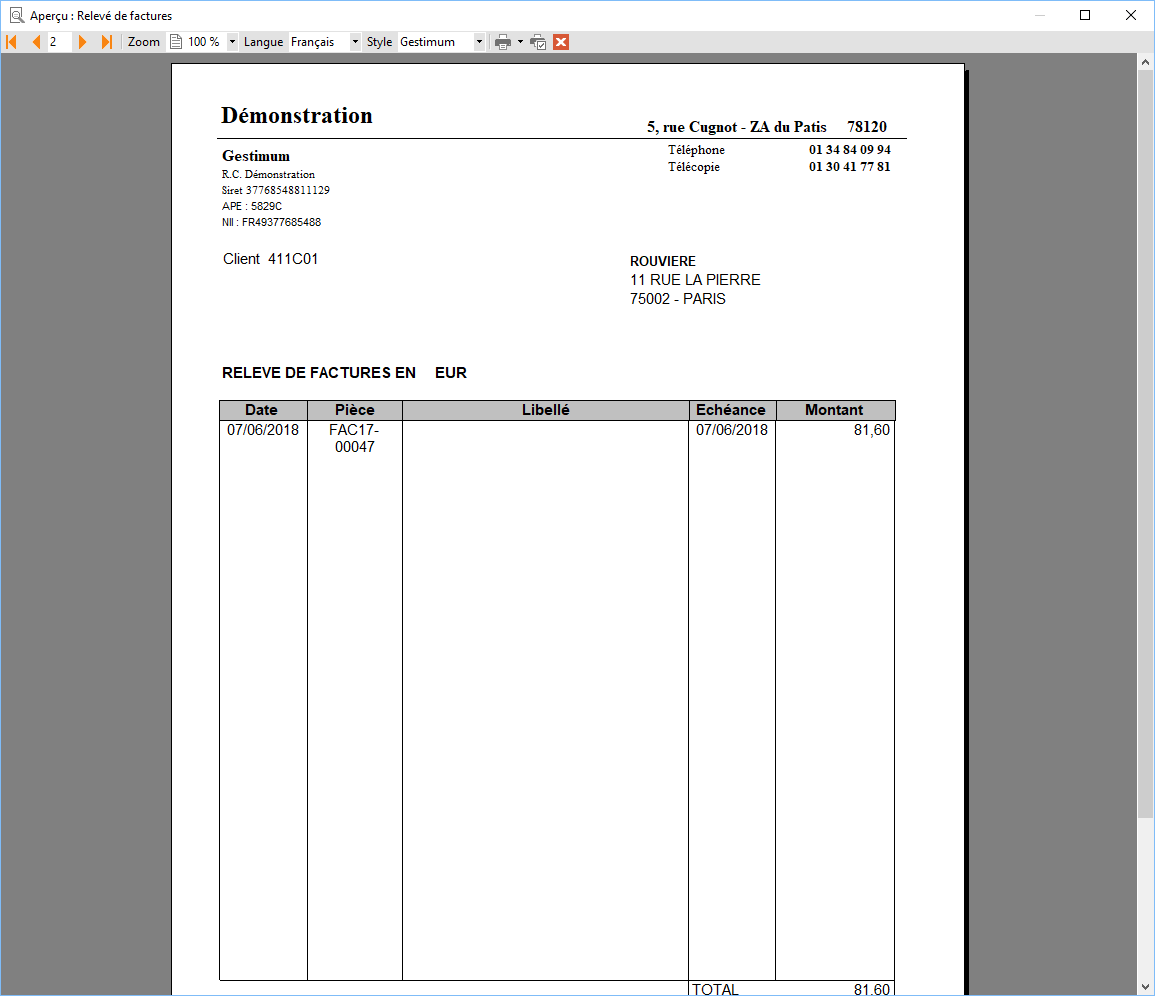 Aperçu : Relevé de factures
2 Zoom 100 % Langue Français Style Gestimum
Démonstration
5, rue Cugnot - ZA du Patis 78120
Gestimum
Téléphone 01 34 84 09 94
Télécopie 01 30 41 77 81
R.C. Démonstration
Siret 37768548811129
APE : 5829C
NII : FR49377685488
Client 411C01
ROUVIERE
11 RUE LA PIERRE
75002 - PARIS
RELEVE DE FACTURES EN EUR
Date Pièce Libellé Echéance Montant
07/06/2018 FAC17- 07/06/2018 81,60
00047
TOTAL 81,60